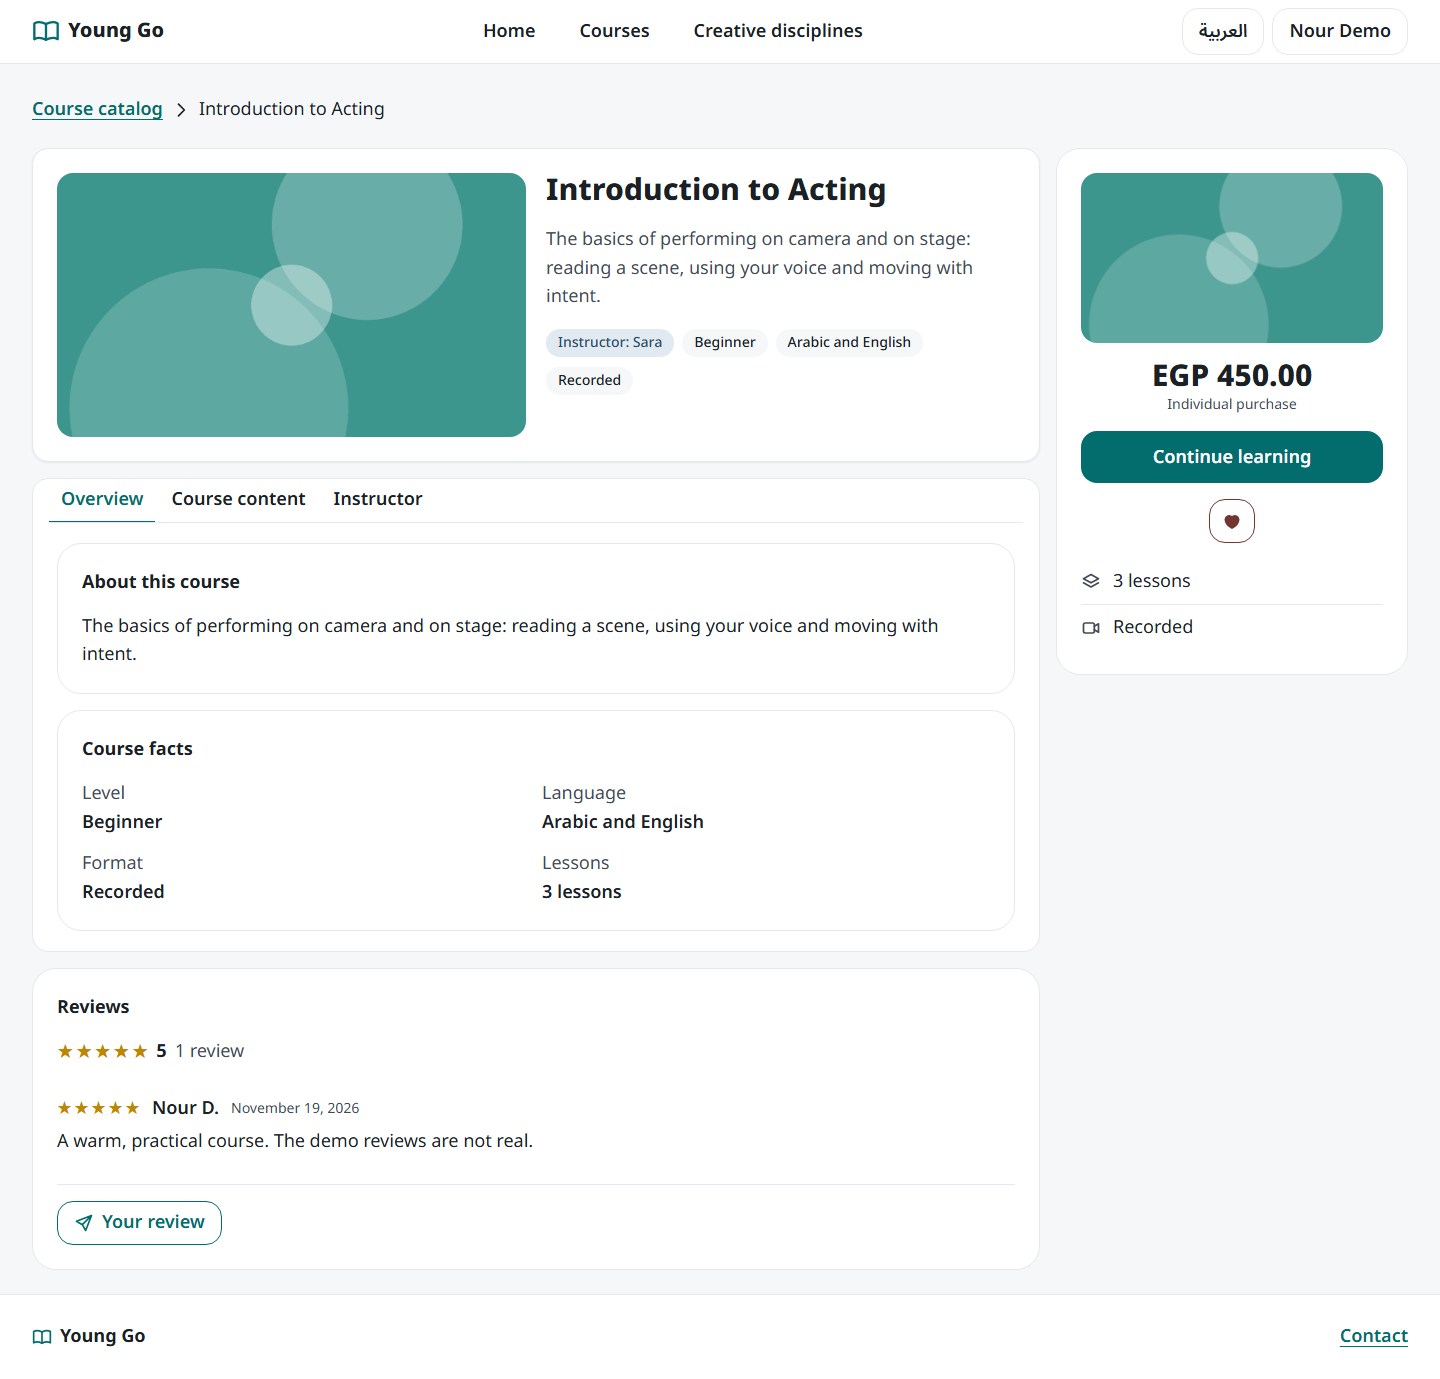 Young Go
Home
Courses
Creative disciplines
العربية
Nour Demo
Course catalog
Introduction to Acting
Introduction to Acting
The basics of performing on camera and on stage:
reading a scene, using your voice and moving with
intent.
Instructor: Sara
Beginner
Arabic and English
Recorded
EGP 450.00
Individual purchase
Continue learning
3 lessons
Recorded
Overview
Course content
Instructor
About this course
The basics of performing on camera and on stage: reading a scene, using your voice and moving with
intent.
Course facts
Level
Beginner
Language
Arabic and English
Format
Recorded
Lessons
3 lessons
Reviews
★★★★★ 5 1 review
★★★★★ Nour D. November 19, 2026
A warm, practical course. The demo reviews are not real.
Your review
Young Go
Contact